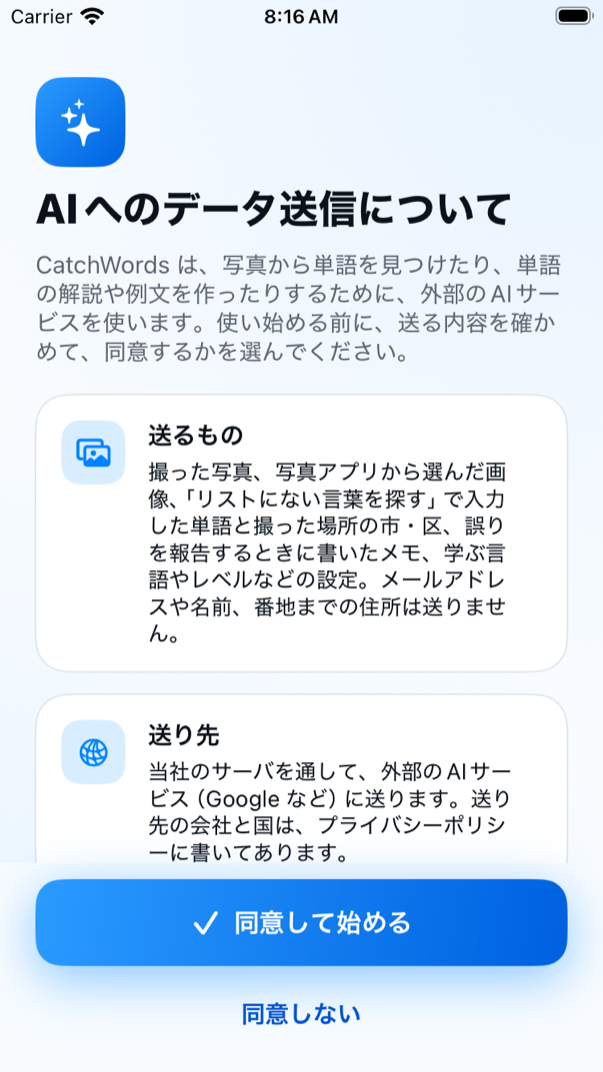 Carrier 8:16 AM
AIへのデータ送信について
CatchWords は、写真から単語を見つけたり、単語
の解説や例文を作ったりするために、外部のAIサー
ビスを使います。使い始める前に、送る内容を確か
めて、同意するかを選んでください。
送るもの
撮った写真、写真アプリから選んだ画
像、「リストにない言葉を探す」で入力
した単語と撮った場所の市・区、誤り
を報告するときに書いたメモ、学ぶ言
語やレベルなどの設定。メールアドレ
スや名前、番地までの住所は送りませ
ん。
送り先
当社のサーバを通して、外部のAIサー
ビス（Google など）に送ります。送り
先の会社と国は、プライバシーポリシ
ーに書いてあります。
同意して始める
同意しない